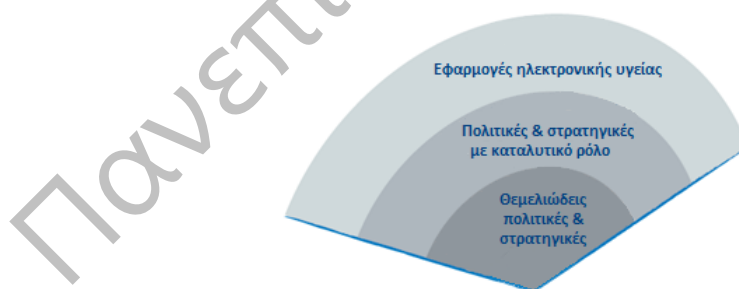 Εφαρμογές ηλεκτρονικής υγείας
Πολιτικές & στρατηγικές
με καταλυτικό ρόλο
Θεμελιώδεις
πολιτικές &
στρατηγικές